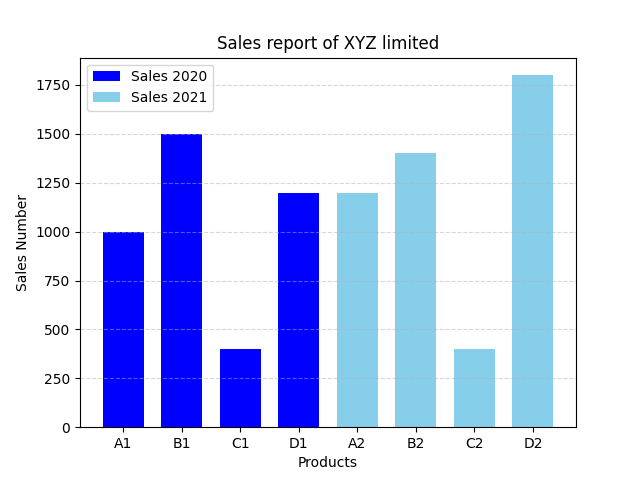 Sales report of XYZ limited
Sales 2020
Sales 2021
1750
1500
1250
1000
750
500
250
0
Sales Number
A1 B1 C1 D1 A2 B2 C2 D2
Products